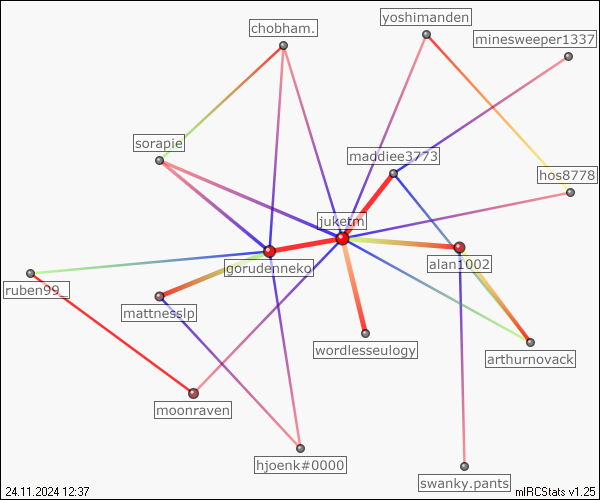 yoshimanden
chobham.
minesweeper1337
sorapie
maddiee3773
hos8778
juketm
gorudenneko
alan1002
ruben99_
mattnesslp
wordlesseulogy
arthurnovack
moonraven
hjoenk#0000
swanky.pants
24.11.2024 12:37
mIRCStats v1.25